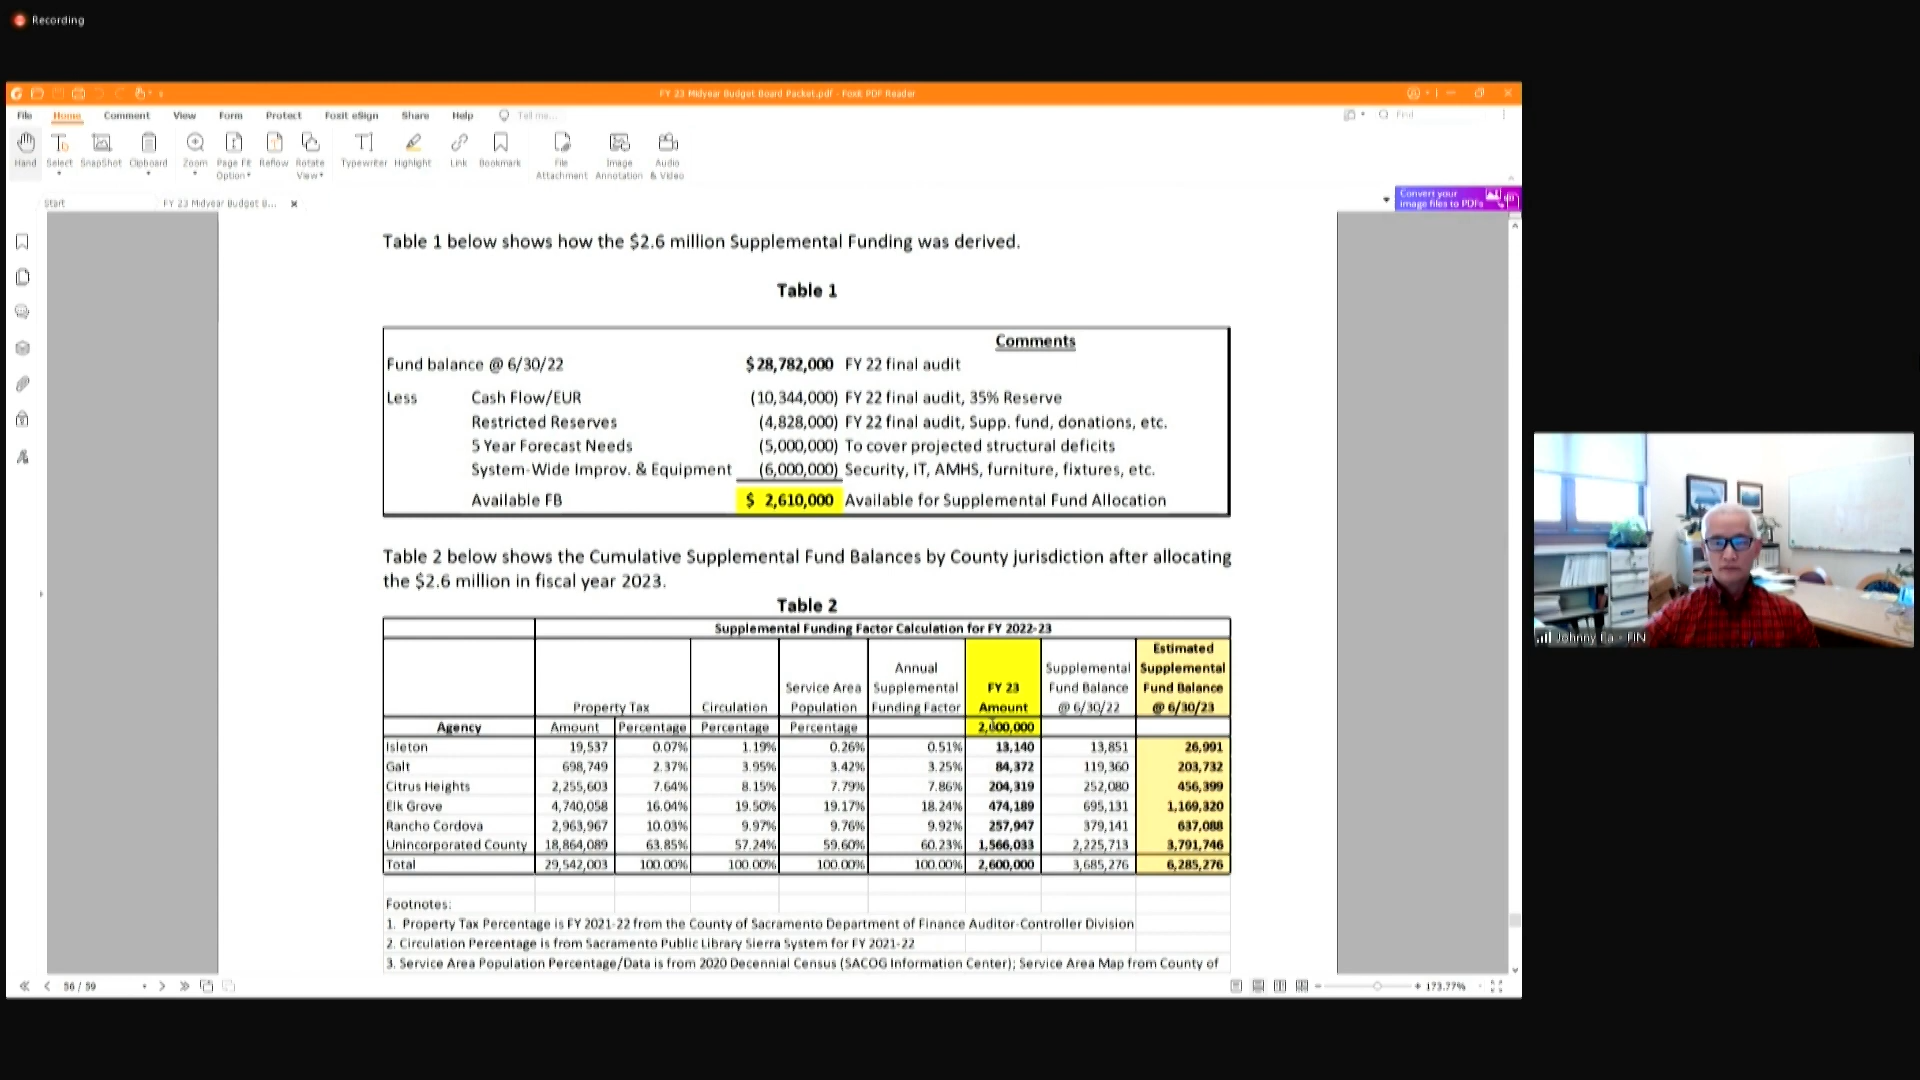 Recording
FY 23 Midyear Budget Board Packet.pdf - Foxit PDF Reader
File Home Comment View Form Protect Foxit eSign Share Help Tell me... Find
Hand Select SnapShot Clipboard Zoom Page Fit Option Reflow Rotate View Typewriter Highlight Link Bookmark File Attachment Image Annotation Audio & Video
Start FY 23 Midyear Budget B...
Convert your
image files to PDFs
Table 1 below shows how the $2.6 million Supplemental Funding was derived.
Table 1
Comments
Fund balance @ 6/30/22 $28,782,000 FY 22 final audit
Less Cash Flow/EUR (10,344,000) FY 22 final audit, 35% Reserve
Restricted Reserves (4,828,000) FY 22 final audit, Supp. fund, donations, etc.
5 Year Forecast Needs (5,000,000) To cover projected structural deficits
System-Wide Improv. & Equipment (6,000,000) Security, IT, AMHS, furniture, fixtures, etc.
Available FB $ 2,610,000 Available for Supplemental Fund Allocation
Table 2 below shows the Cumulative Supplemental Fund Balances by County jurisdiction after allocating
the $2.6 million in fiscal year 2023.
Table 2
Supplemental Funding Factor Calculation for FY 2022-23
Property Tax Circulation Service Area Population Annual Supplemental Funding Factor FY 23 Amount Supplemental Fund Balance @ 6/30/22 Estimated Supplemental Fund Balance @ 6/30/23
Agency Amount Percentage Percentage Percentage 2,600,000
Isleton 19,537 0.07% 1.19% 0.26% 0.51% 13,140 13,851 26,991
Galt 698,749 2.37% 3.95% 3.42% 3.25% 84,372 119,360 203,732
Citrus Heights 2,255,603 7.64% 8.15% 7.79% 7.86% 204,319 252,080 456,399
Elk Grove 4,740,058 16.04% 19.50% 19.17% 18.24% 474,189 695,131 1,169,320
Rancho Cordova 2,963,967 10.03% 9.97% 9.76% 9.92% 257,947 379,141 637,088
Unincorporated County 18,864,089 63.85% 57.24% 59.60% 60.23% 1,566,033 2,225,713 3,791,746
Total 29,542,003 100.00% 100.00% 100.00% 100.00% 2,600,000 3,685,276 6,285,276
Footnotes:
1. Property Tax Percentage is FY 2021-22 from the County of Sacramento Department of Finance Auditor-Controller Division
2. Circulation Percentage is from Sacramento Public Library Sierra System for FY 2021-22
3. Service Area Population Percentage/Data is from 2020 Decennial Census (SACOG Information Center); Service Area Map from County of
56 / 59
173.77%
Johnny Ea - FIN